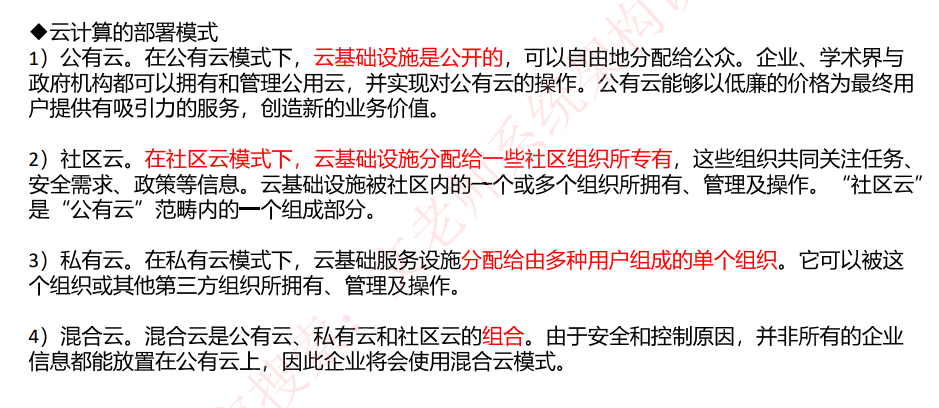 ◆云计算的部署模式
1）公有云。在公有云模式下，云基础设施是公开的，可以自由地分配给公众。企业、学术界与
政府机构都可以拥有和管理公用云，并实现对公有云的操作。公有云能够以低廉的价格为最终用
户提供有吸引力的服务，创造新的业务价值。
2）社区云。在社区云模式下，云基础设施分配给一些社区组织所专有，这些组织共同关注任务、
安全需求、政策等信息。云基础设施被社区内的一个或多个组织所拥有、管理及操作。“社区云”
是“公有云”范畴内的一个组成部分。
3）私有云。在私有云模式下，云基础服务设施分配给由多种用户组成的单个组织。它可以被这
个组织或其他第三方组织所拥有、管理及操作。
4）混合云。混合云是公有云、私有云和社区云的组合。由于安全和控制原因，并非所有的企业
信息都能放置在公有云上，因此企业将会使用混合云模式。